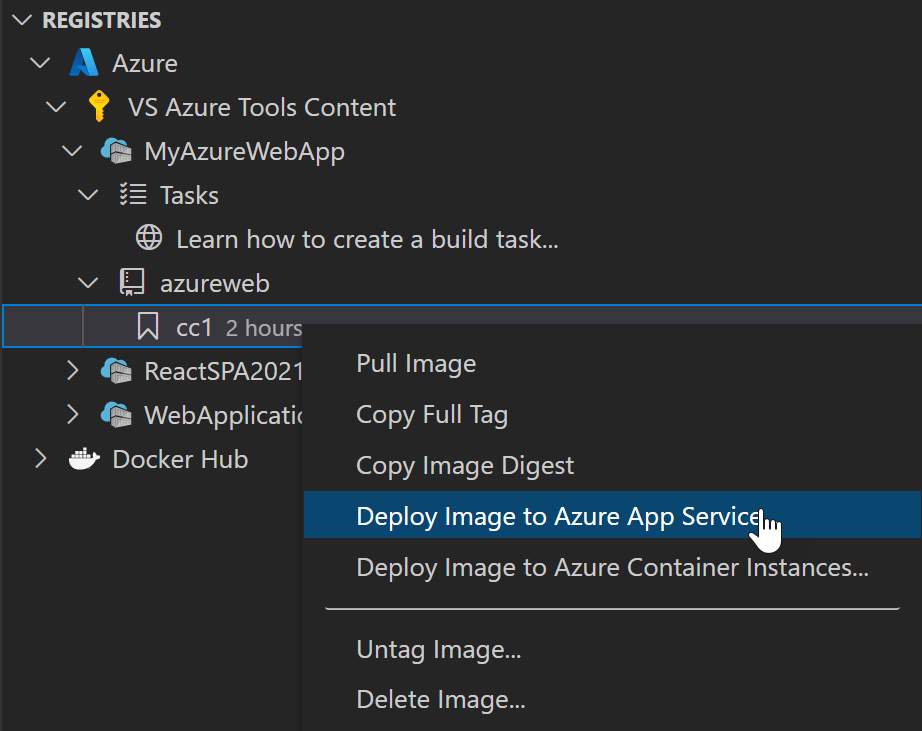 REGISTRIES
Azure
VS Azure Tools Content
MyAzureWebApp
Tasks
Learn how to create a build task...
azureweb
cc1 2 hours
ReactSPA2021
WebApplicatio
Docker Hub
Pull Image
Copy Full Tag
Copy Image Digest
Deploy Image to Azure App Service
Deploy Image to Azure Container Instances...
Untag Image...
Delete Image...